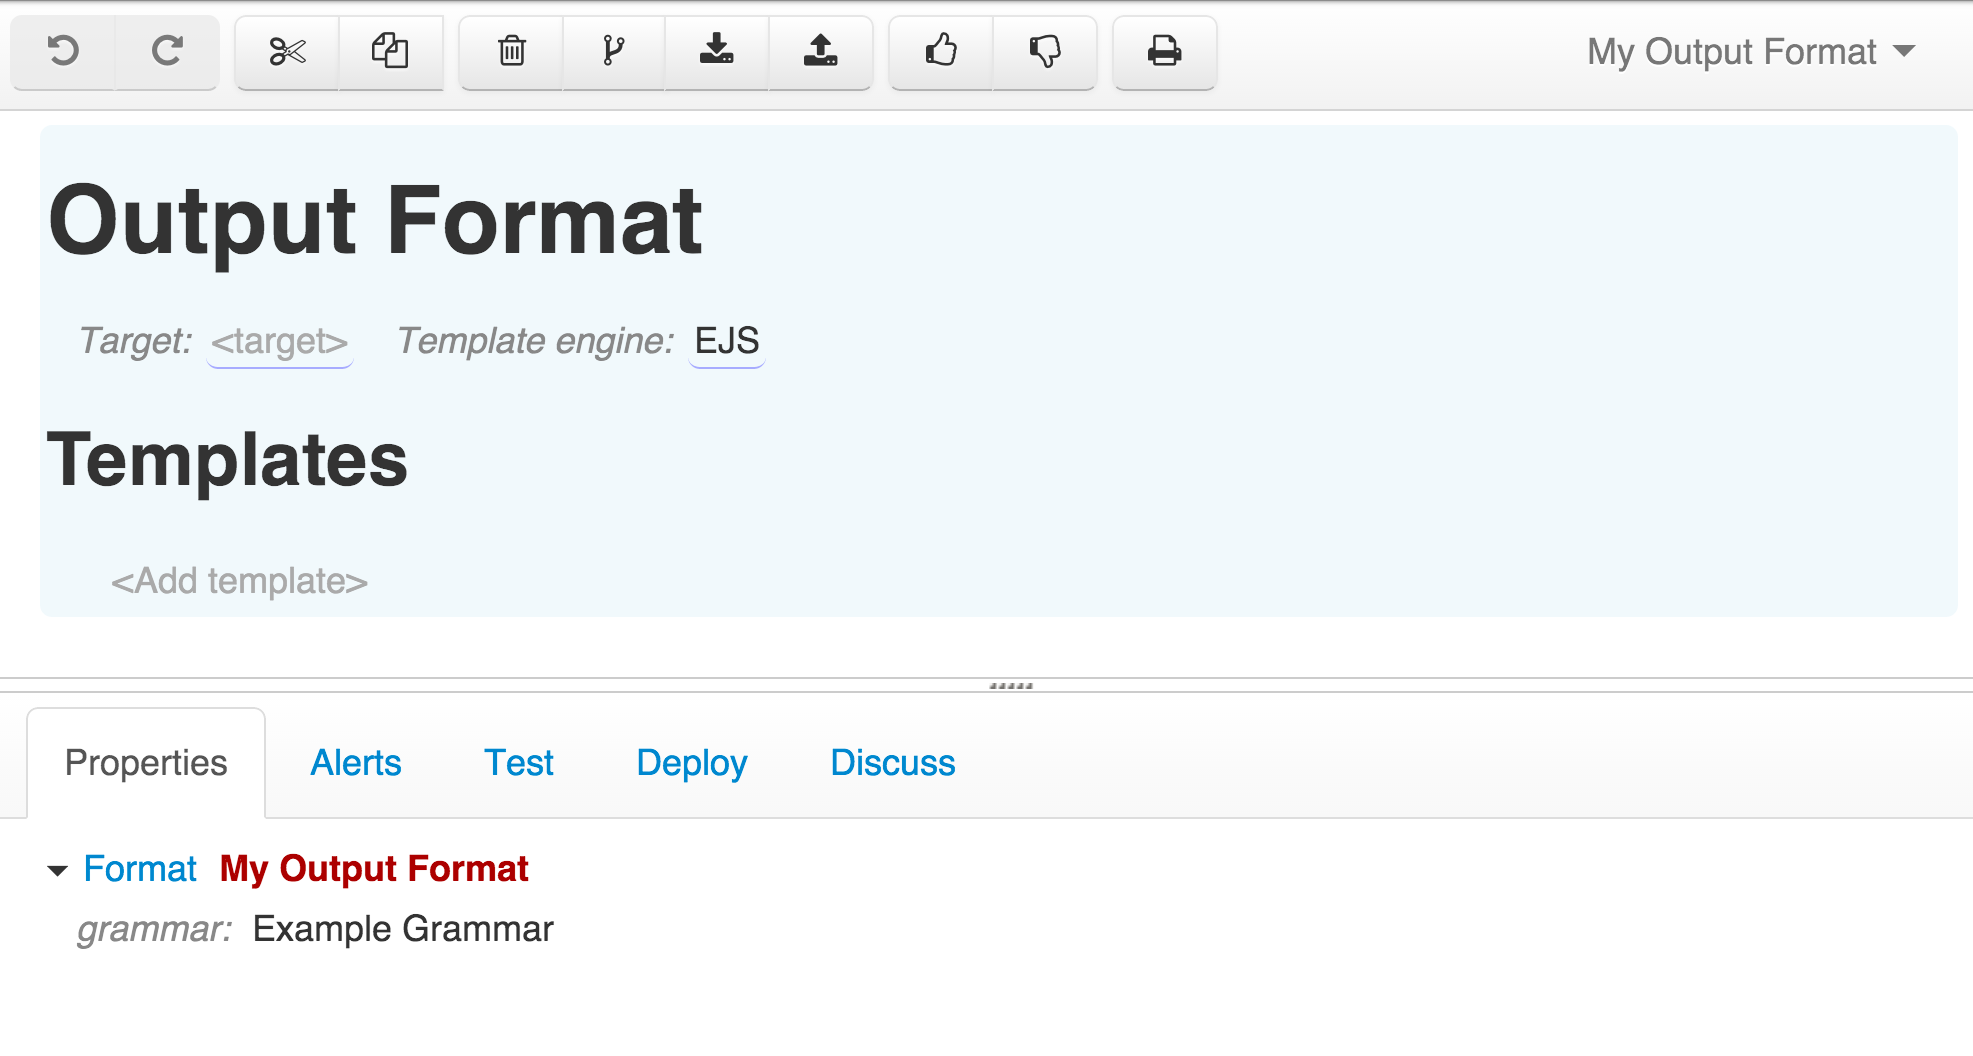 My Output Format
Output Format
Target: <target> Template engine: EJS
Templates
<Add template>
Properties Alerts Test Deploy Discuss
Format My Output Format
grammar: Example Grammar